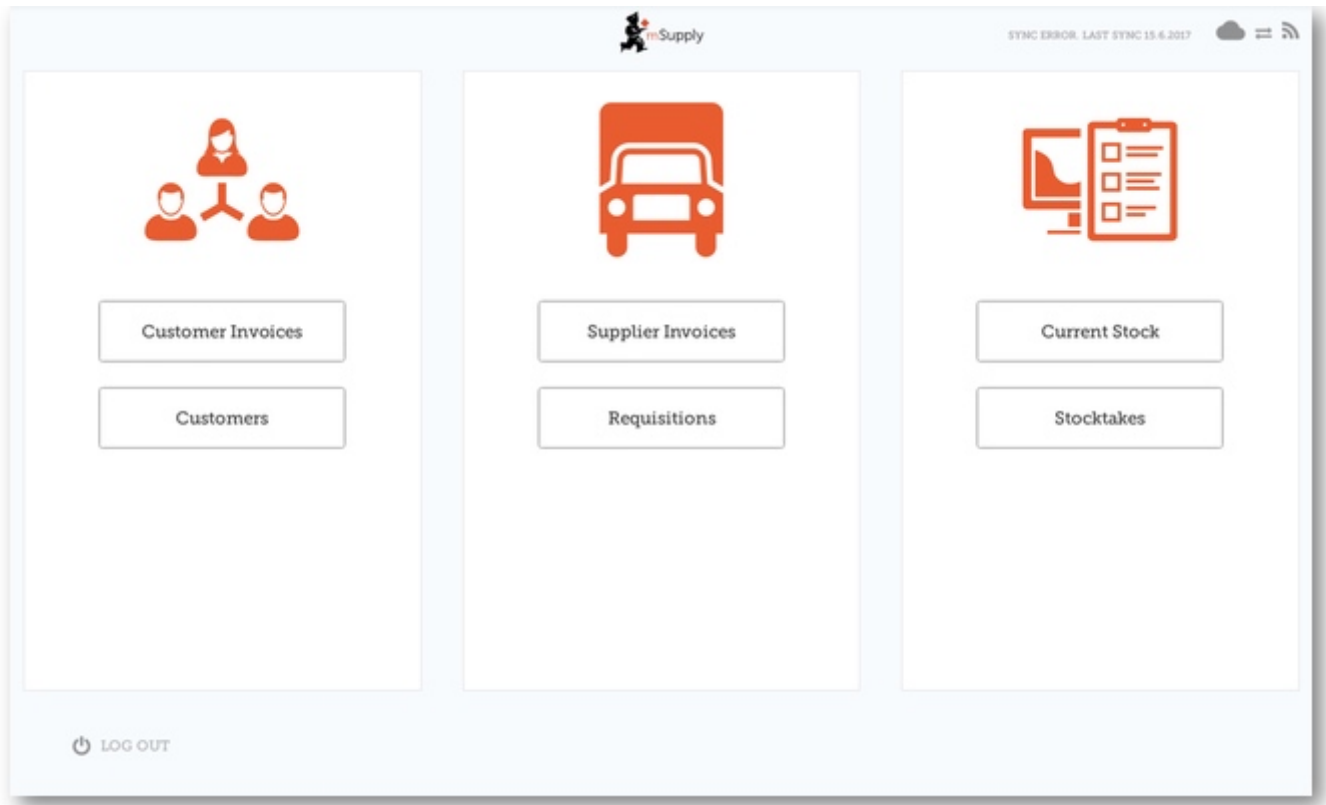 mSupply
SYNC ERROR. LAST SYNC 15.6.2017
Customer Invoices
Customers
Supplier Invoices
Requisitions
Current Stock
Stocktakes
LOG OUT